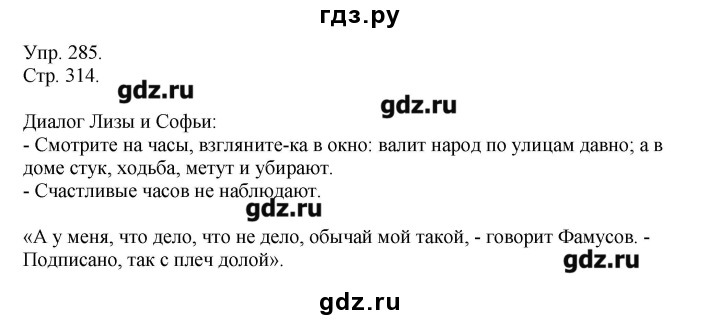 гдз.ру
Упр. 285.
Стр. 314.
gdz.ru
gdz.ru
Диалог Лизы и Софьи:
- Смотрите на часы, взгляните-ка в окно: валит народ по улицам давно; а в
доме стук, ходьба, метут и убирают.
- Счастливые часов не наблюдают.
gdz.ru
«А у меня, что дело, что не дело, обычай мой такой, - говорит Фамусов. -
Подписано, так с плеч долой».
gdz.ru
gdz.ru